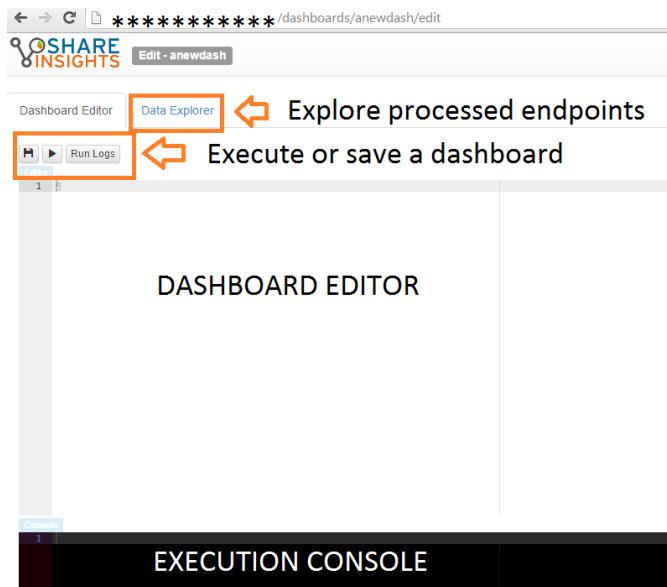 ***********/dashboards/anewdash/edit
SHARE
INSIGHTS
Edit - anewdash
Dashboard Editor
Data Explorer
Explore processed endpoints
Run Logs
Execute or save a dashboard
Editor
1
DASHBOARD EDITOR
Console
1
EXECUTION CONSOLE